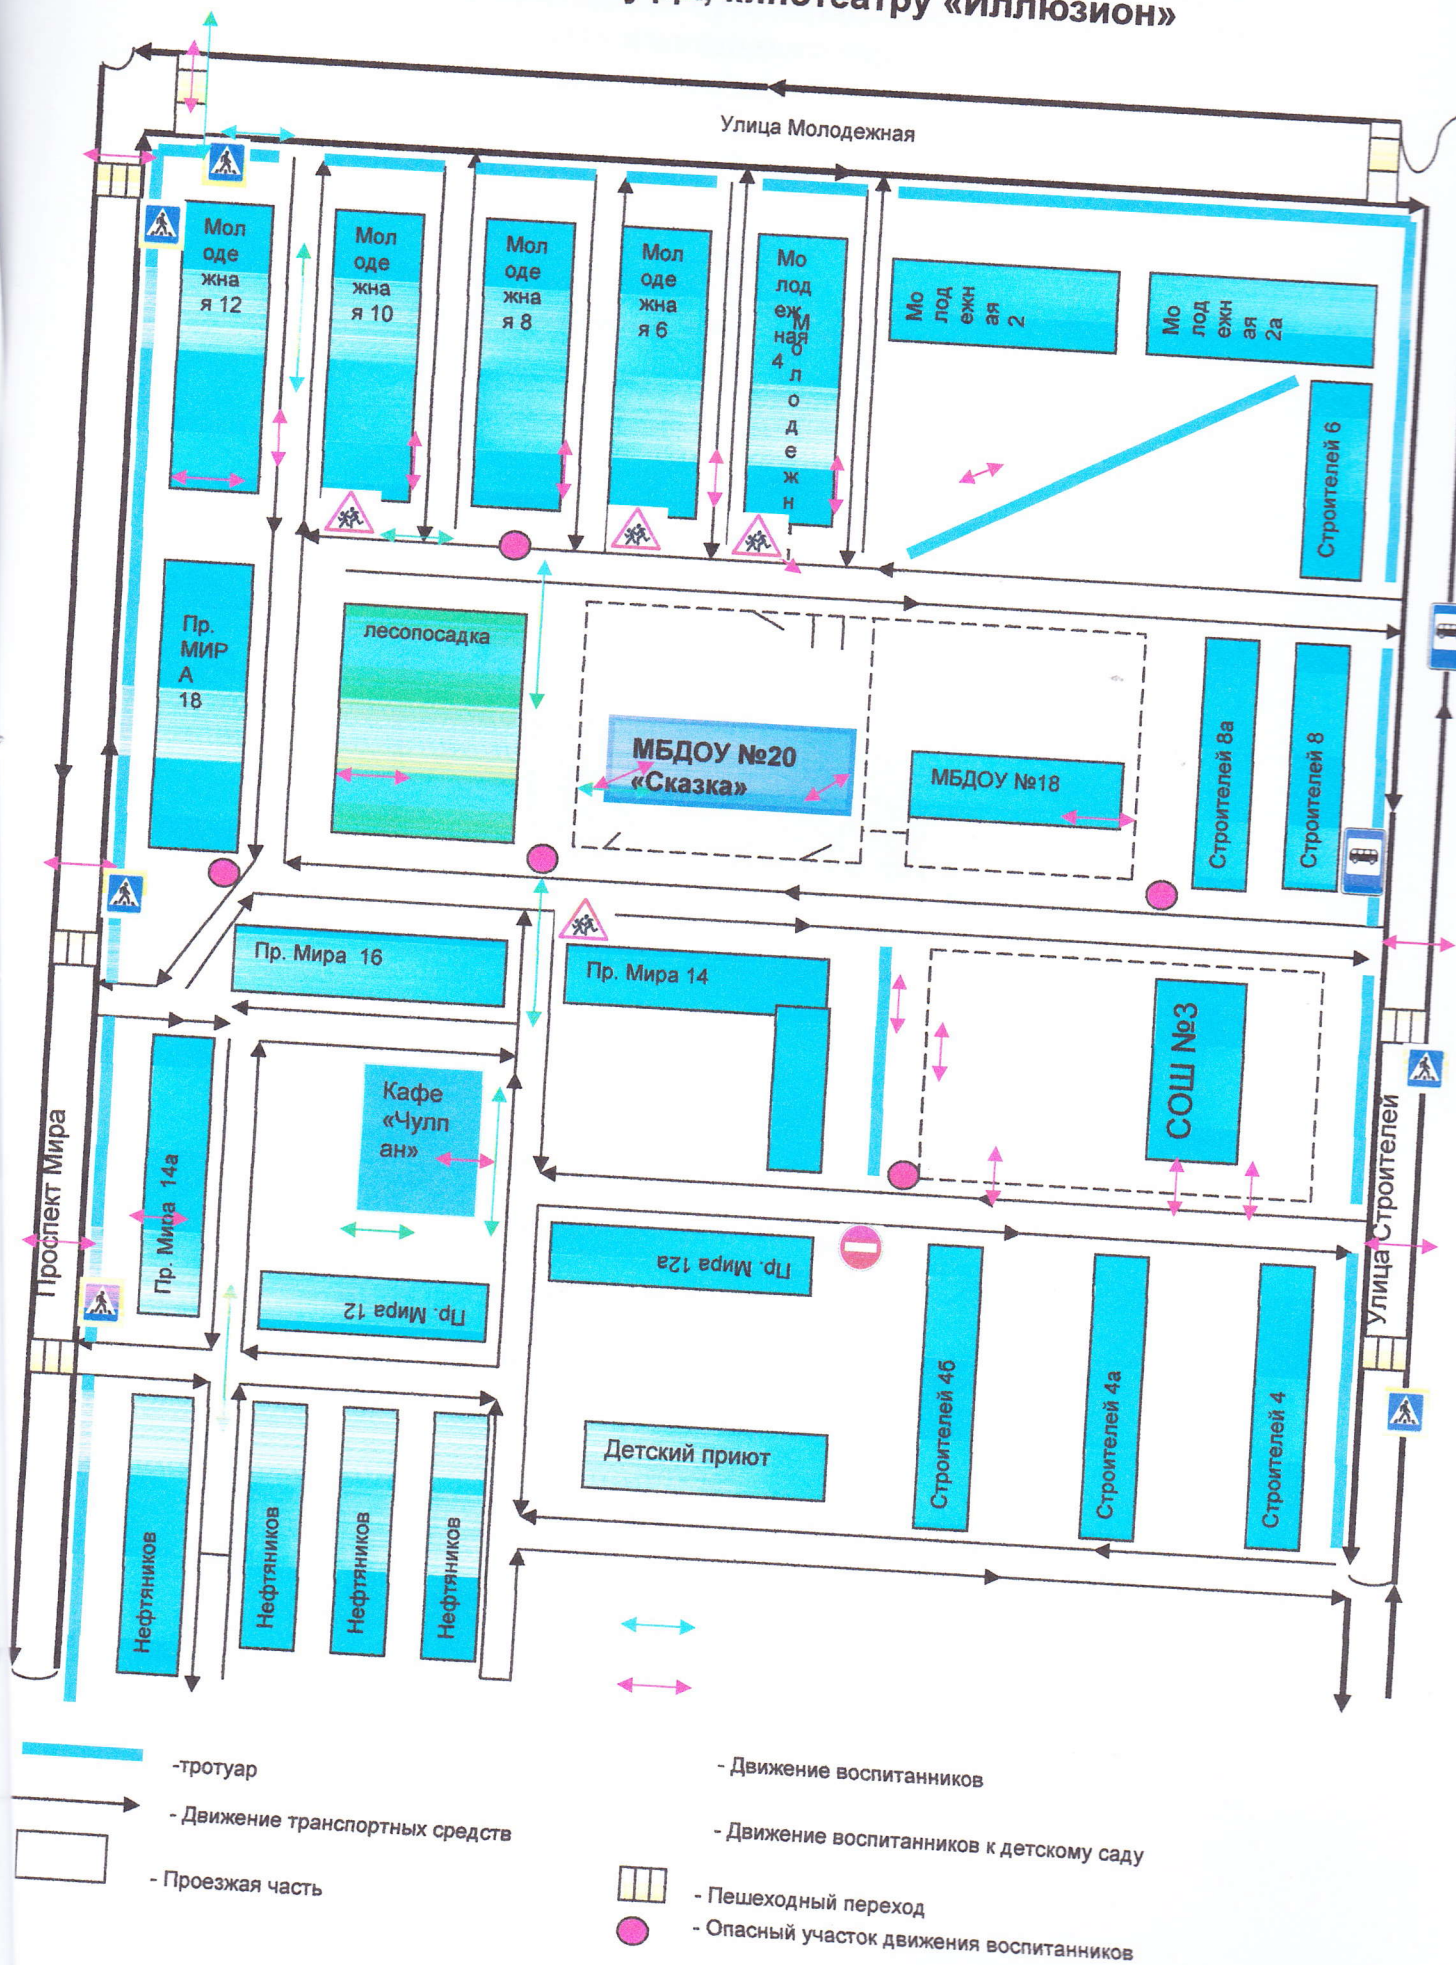 кинотеатру «Иллюзион»
Улица Молодежная
Мол
оде
жна
я 12
Мол
оде
жна
я 10
Мол
оде
жна
я 8
Мол
оде
жна
я 6
Мо
лод
еж
ная
4
М
о
л
о
д
е
ж
н
Мо
лод
ежн
ая
2
Мо
лод
ежн
ая
2а
Строителей 6
Пр.
МИР
А
18
лесопосадка
МБДОУ №20
«Сказка»
МБДОУ №18
Строителей 8а
Строителей 8
Пр. Мира 16
Пр. Мира 14
СОШ №3
Кафе
«Чулп
ан»
Проспект Мира
Пр. Мира 14а
Улица Строителей
Пр. Мира 12а
Пр. Мира 12
Строителей 4б
Строителей 4а
Строителей 4
Детский приют
Нефтяников
Нефтяников
Нефтяников
Нефтяников
-тротуар
- Движение транспортных средств
- Проезжая часть
- Движение воспитанников
- Движение воспитанников к детскому саду
- Пешеходный переход
- Опасный участок движения воспитанников